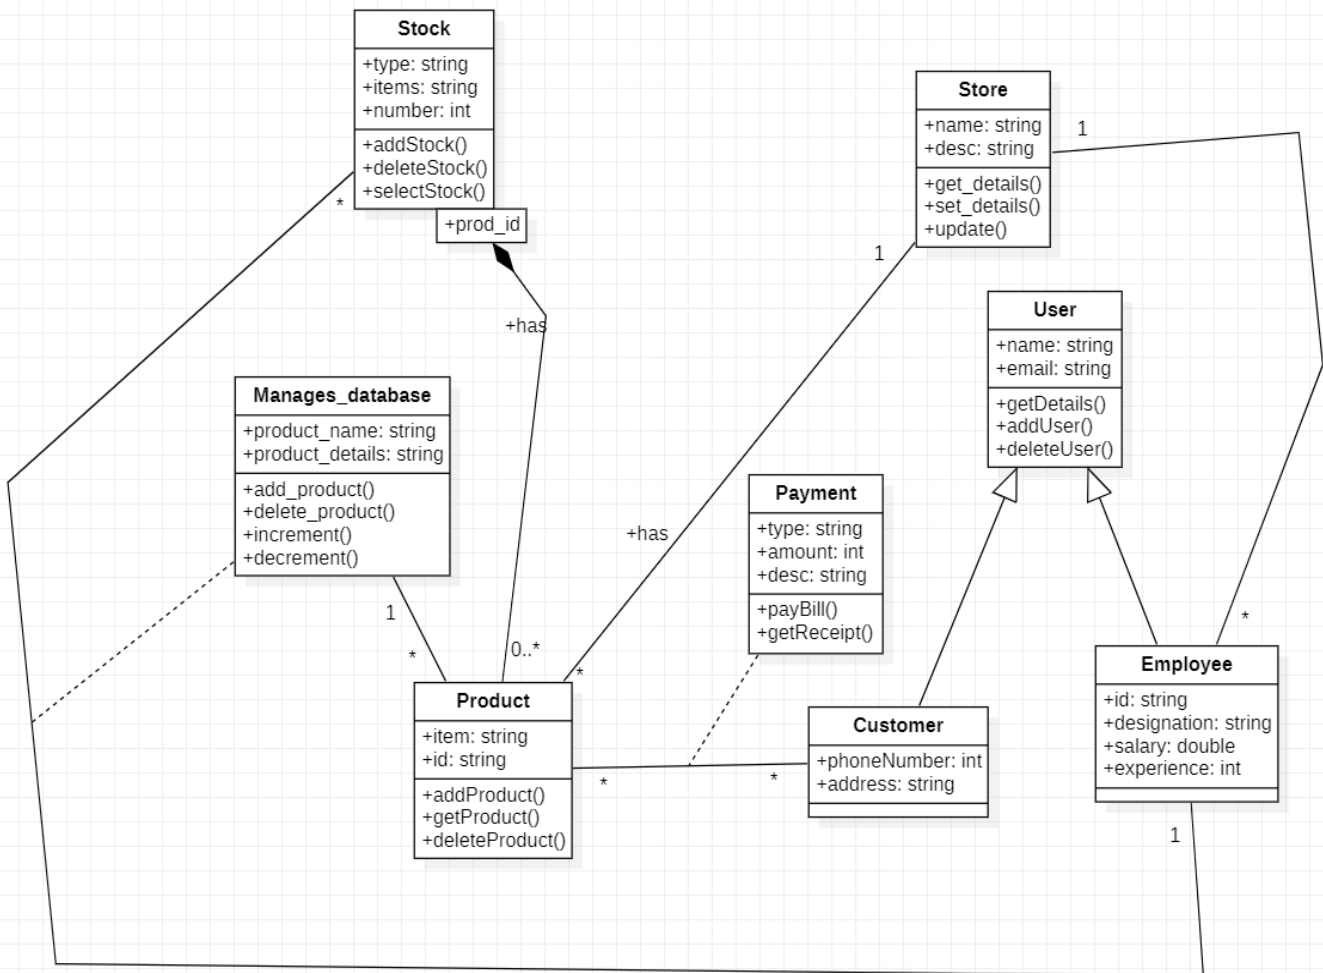 Stock
+type: string
+items: string
+number: int
+addStock()
+deleteStock()
+selectStock()
*
+prod_id
+has
0..*
Store
+name: string
+desc: string
+get_details()
+set_details()
+update()
1
1
+has
*
User
+name: string
+email: string
+getDetails()
+addUser()
+deleteUser()
Manages_database
+product_name: string
+product_details: string
+add_product()
+delete_product()
+increment()
+decrement()
1
*
Payment
+type: string
+amount: int
+desc: string
+payBill()
+getReceipt()
Product
+item: string
+id: string
+addProduct()
+getProduct()
+deleteProduct()
*
*
Customer
+phoneNumber: int
+address: string
*
Employee
+id: string
+designation: string
+salary: double
+experience: int
1